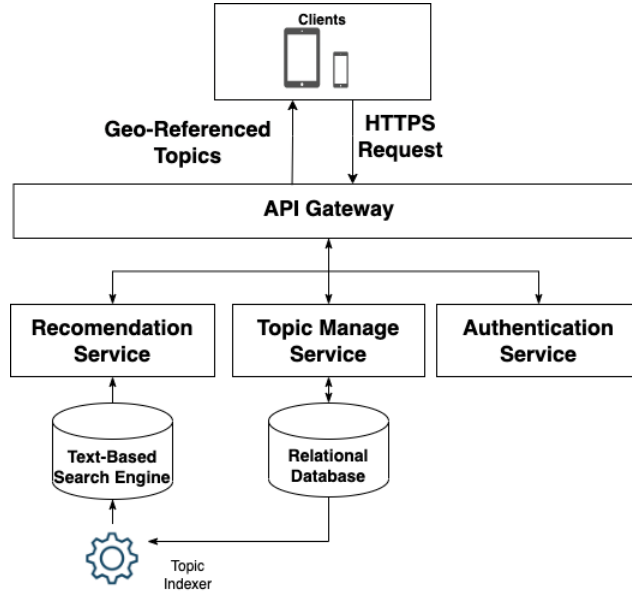 Clients
Geo-Referenced
Topics
HTTPS
Request
API Gateway
Recomendation
Service
Topic Manage
Service
Authentication
Service
Text-Based
Search Engine
Relational
Database
Topic
Indexer